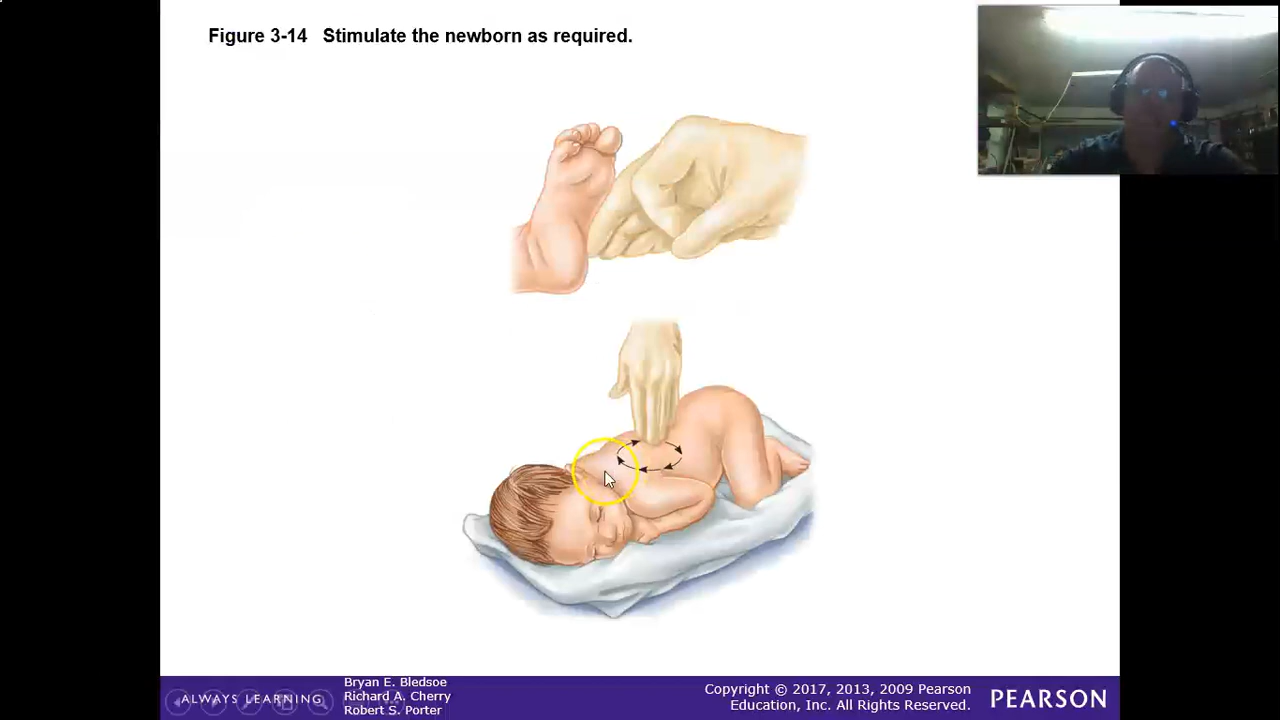 Figure 3-14 Stimulate the newborn as required.
ALWAYS LEARNING
Bryan E. Bledsoe
Richard A. Cherry
Robert S. Porter
Copyright © 2017, 2013, 2009 Pearson
Education, Inc. All Rights Reserved.
PEARSON